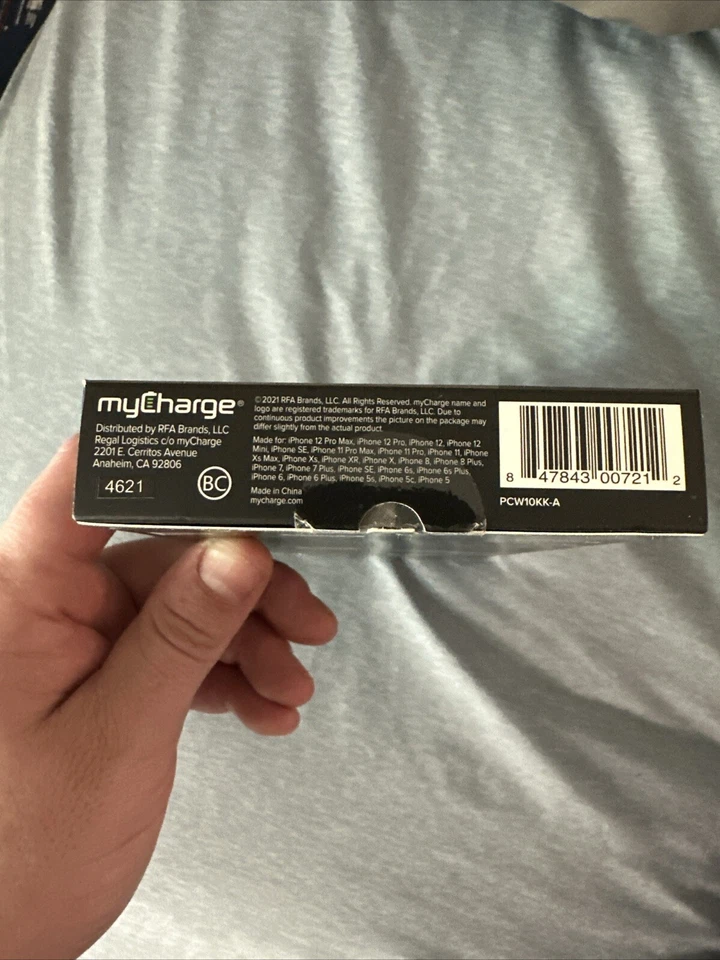 myCharge®
Distributed by RFA Brands, LLC
Regal Logistics c/o myCharge
2201 E. Cerritos Avenue
Anaheim, CA 92806
4621
BC
©2021 RFA Brands, LLC. All Rights Reserved. myCharge name and
logo are registered trademarks for RFA Brands, LLC. Due to
continuous product improvements the picture on the package may
differ slightly from the actual product.
Made for: iPhone 12 Pro Max, iPhone 12 Pro, iPhone 12, iPhone 12
Mini, iPhone SE, iPhone 11 Pro Max, iPhone 11 Pro, iPhone 11, iPhone
Xs Max, iPhone Xs, iPhone XR, iPhone X, iPhone 8, iPhone 8 Plus,
iPhone 7, iPhone 7 Plus, iPhone SE, iPhone 6s, iPhone 6s Plus,
iPhone 6, iPhone 6 Plus, iPhone 5s, iPhone 5c, iPhone 5
Made in China
mycharge.com
8 47843 00721 2
PCW10KK-A